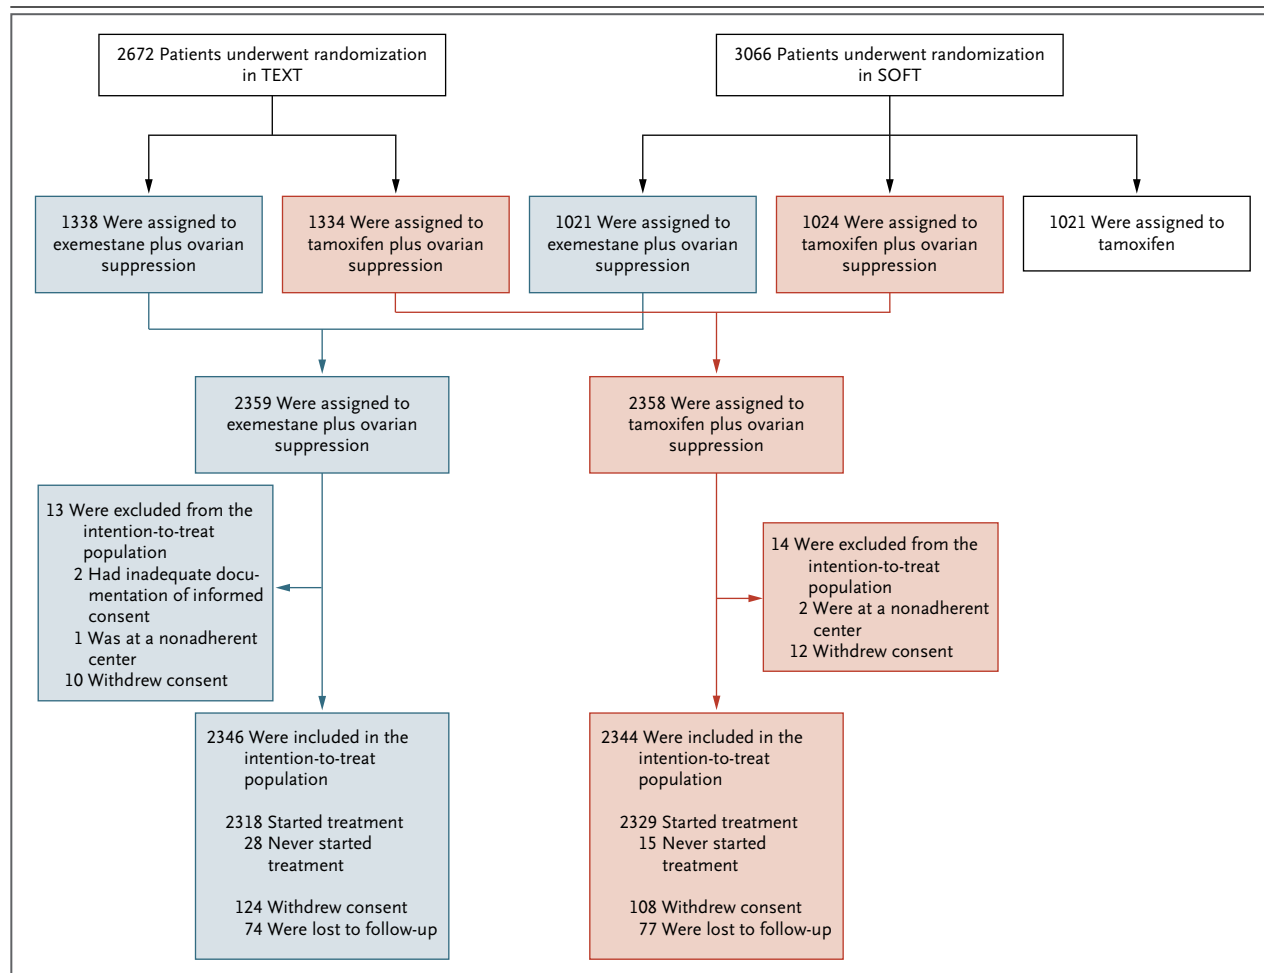 2672 Patients underwent randomization
in TEXT
3066 Patients underwent randomization
in SOFT
1338 Were assigned to
exemestane plus ovarian
suppression
1334 Were assigned to
tamoxifen plus ovarian
suppression
1021 Were assigned to
exemestane plus ovarian
suppression
1024 Were assigned to
tamoxifen plus ovarian
suppression
1021 Were assigned to
tamoxifen
2359 Were assigned to
exemestane plus ovarian
suppression
2358 Were assigned to
tamoxifen plus ovarian
suppression
13 Were excluded from the
intention-to-treat
population
2 Had inadequate docu-
mentation of informed
consent
1 Was at a nonadherent
center
10 Withdrew consent
14 Were excluded from the
intention-to-treat
population
2 Were at a nonadherent
center
12 Withdrew consent
2346 Were included in the
intention-to-treat
population
2318 Started treatment
28 Never started
treatment
124 Withdrew consent
74 Were lost to follow-up
2344 Were included in the
intention-to-treat
population
2329 Started treatment
15 Never started
treatment
108 Withdrew consent
77 Were lost to follow-up